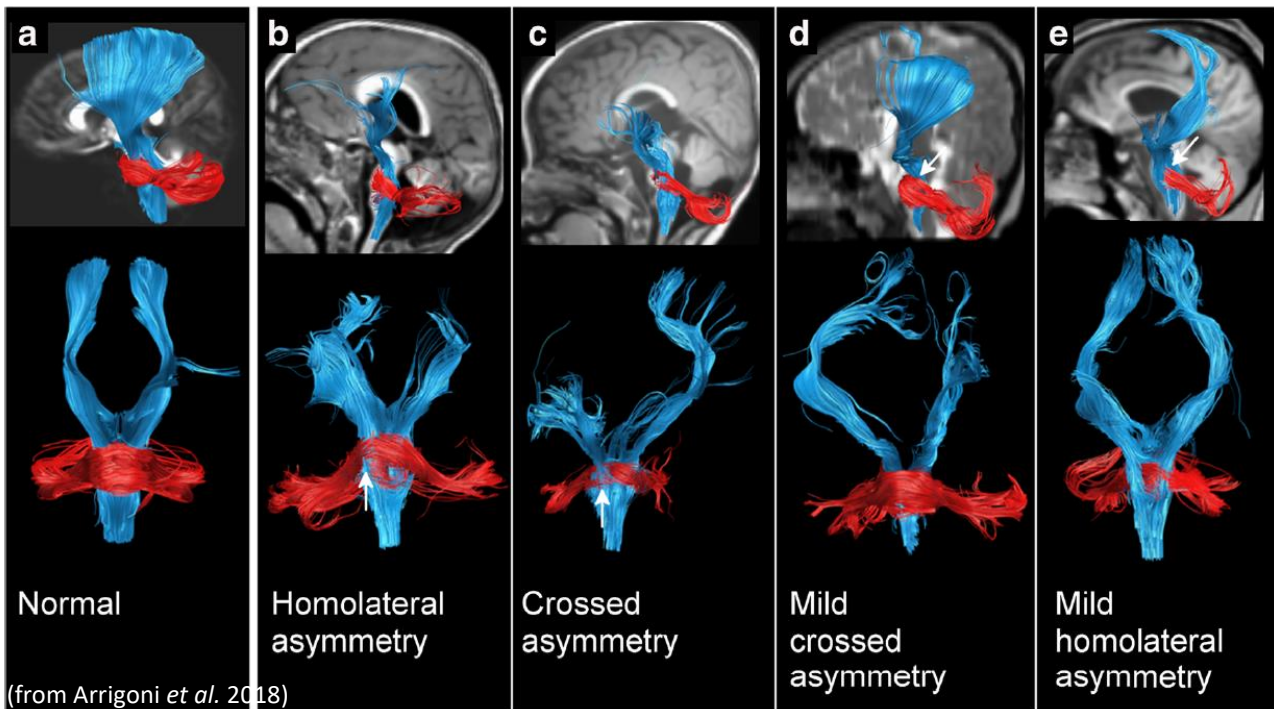 a
b
c
d
e
Normal
Homolateral
asymmetry
Crossed
asymmetry
Mild
crossed
asymmetry
Mild
homolateral
asymmetry
(from Arrigoni et al. 2018)